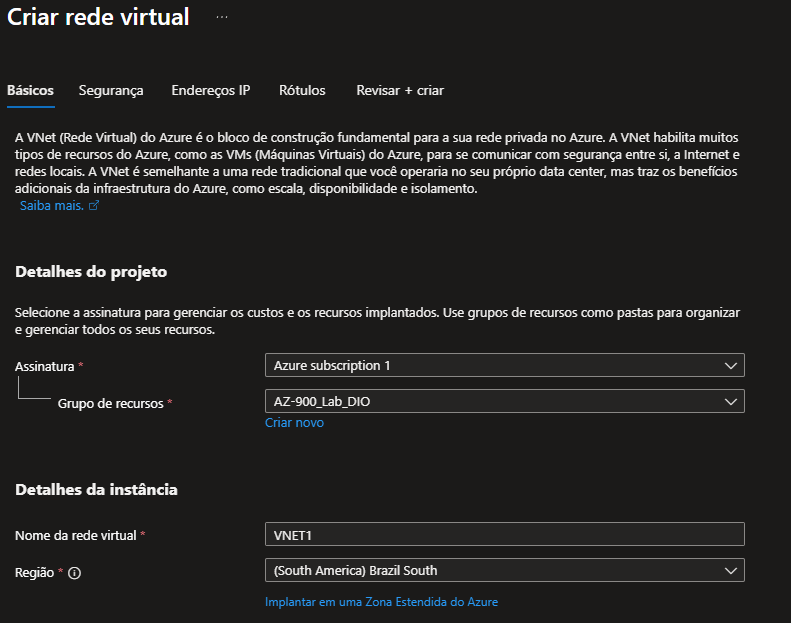 Criar rede virtual ...
Básicos Segurança Endereços IP Rótulos Revisar + criar
A VNet (Rede Virtual) do Azure é o bloco de construção fundamental para a sua rede privada no Azure. A VNet habilita muitos
tipos de recursos do Azure, como as VMs (Máquinas Virtuais) do Azure, para se comunicar com segurança entre si, a Internet e
redes locais. A VNet é semelhante a uma rede tradicional que você operaria no seu próprio data center, mas traz os benefícios
adicionais da infraestrutura do Azure, como escala, disponibilidade e isolamento.
Saiba mais.
Detalhes do projeto
Selecione a assinatura para gerenciar os custos e os recursos implantados. Use grupos de recursos como pastas para organizar
e gerenciar todos os seus recursos.
Assinatura * Azure subscription 1
Grupo de recursos * AZ-900_Lab_DIO
Criar novo
Detalhes da instância
Nome da rede virtual * VNET1
Região * (South America) Brazil South
Implantar em uma Zona Estendida do Azure